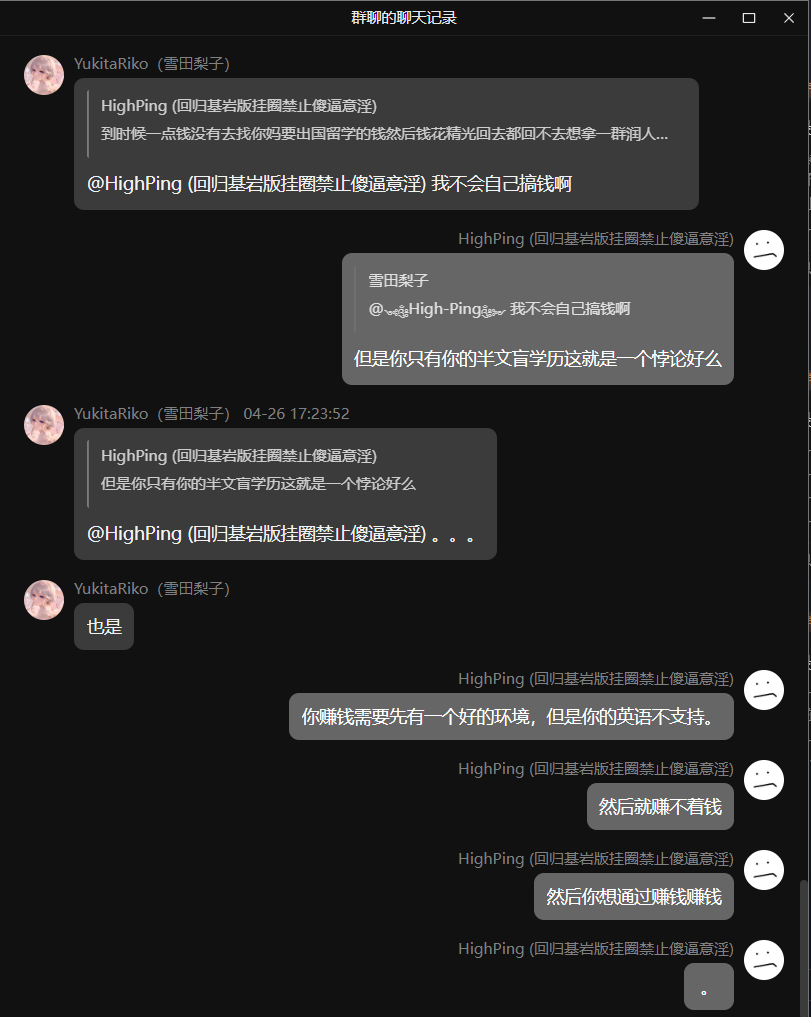 群聊的聊天记录
YukitaRiko（雪田梨子）
HighPing (回归基岩版挂圈禁止傻逼意淫)
到时候一点钱没有去找你妈要出国留学的钱然后钱花精光回去都回不去想拿一群润人...
@HighPing (回归基岩版挂圈禁止傻逼意淫) 我不会自己搞钱啊
HighPing (回归基岩版挂圈禁止傻逼意淫)
雪田梨子
@High-Ping 我不会自己搞钱啊
但是你只有你的半文盲学历这就是一个悖论好么
YukitaRiko（雪田梨子） 04-26 17:23:52
HighPing (回归基岩版挂圈禁止傻逼意淫)
但是你只有你的半文盲学历这就是一个悖论好么
@HighPing (回归基岩版挂圈禁止傻逼意淫) 。。。
YukitaRiko（雪田梨子）
也是
HighPing (回归基岩版挂圈禁止傻逼意淫)
你赚钱需要先有一个好的环境，但是你的英语不支持。
HighPing (回归基岩版挂圈禁止傻逼意淫)
然后就赚不着钱
HighPing (回归基岩版挂圈禁止傻逼意淫)
然后你想通过赚钱赚钱
HighPing (回归基岩版挂圈禁止傻逼意淫)
。